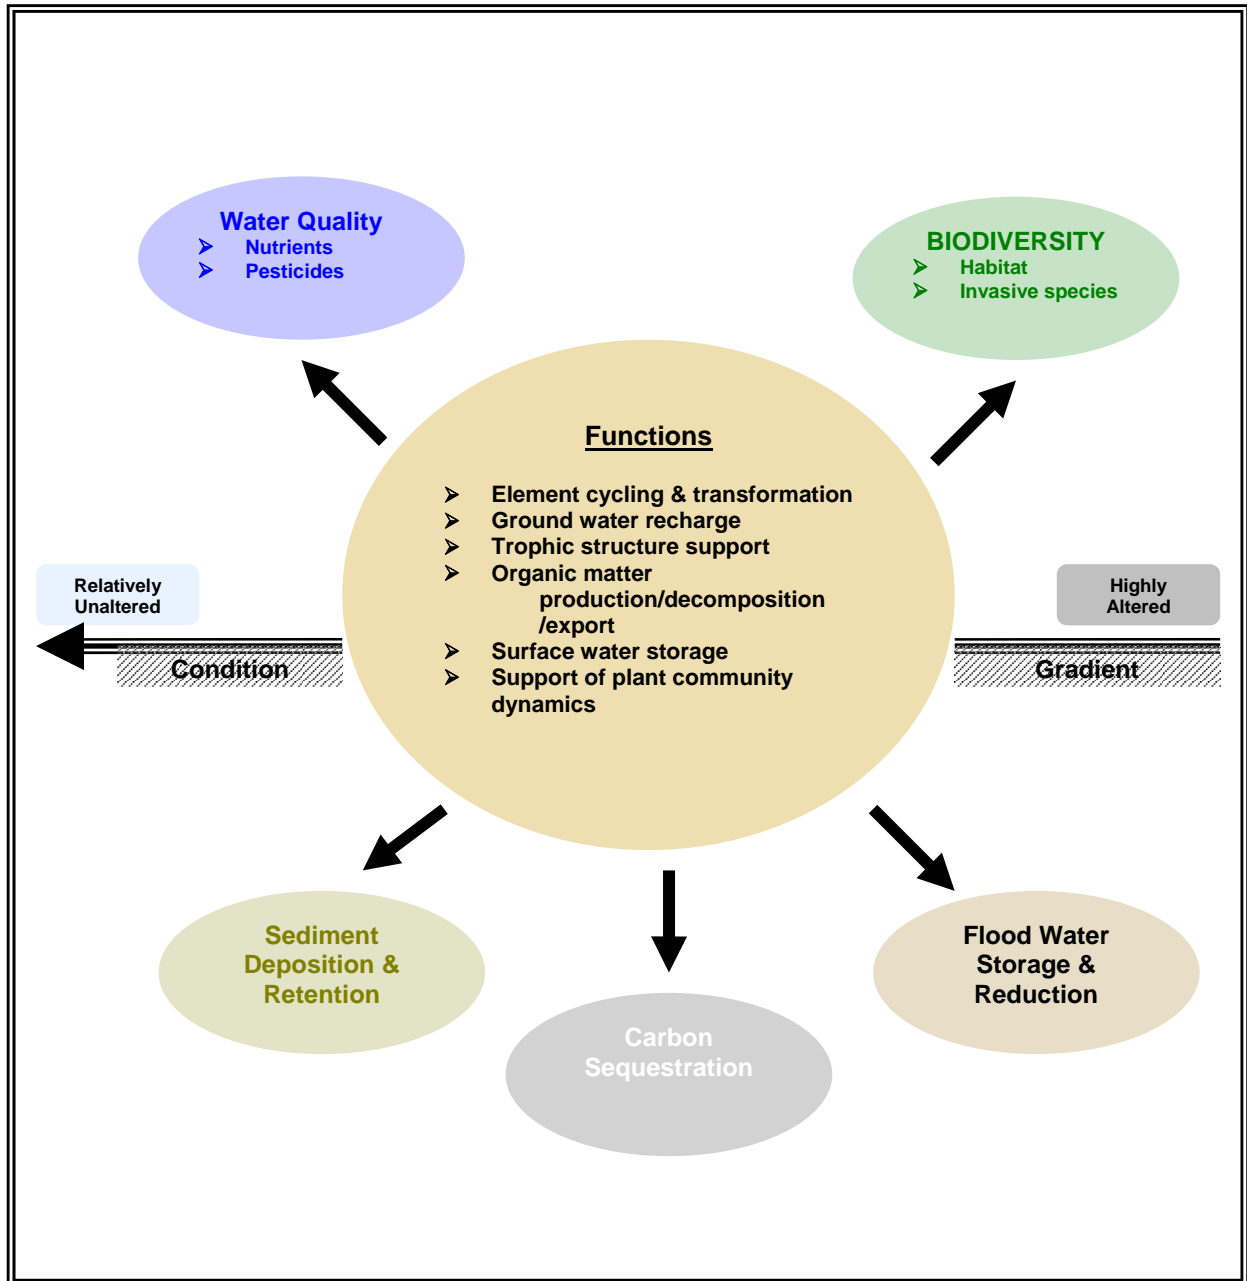 Water Quality
➢ Nutrients
➢ Pesticides
BIODIVERSITY
➢ Habitat
➢ Invasive species
Functions
➢ Element cycling & transformation
➢ Ground water recharge
➢ Trophic structure support
➢ Organic matter
production/decomposition
/export
➢ Surface water storage
➢ Support of plant community
dynamics
Relatively
Unaltered
Condition
Highly
Altered
Gradient
Sediment
Deposition &
Retention
Carbon
Sequestration
Flood Water
Storage &
Reduction